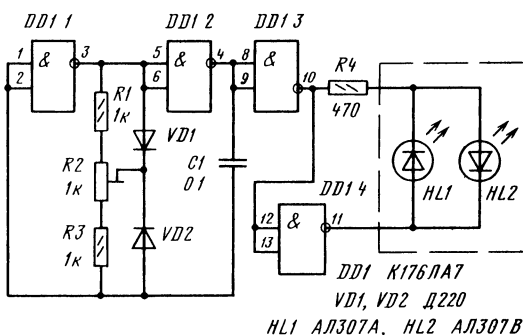 DD1 1 DD1 2 DD1 3
& & &
1 2 3 5 6 4 8 9 10
R1 1к
R2 1к
R3 1к
VD1
VD2
C1 0 1
R4 470
HL1 HL2
DD1 4
12 13 & 11
DD1 К176ЛА7
VD1, VD2 Д220
HL1 АЛ307А, HL2 АЛ307В